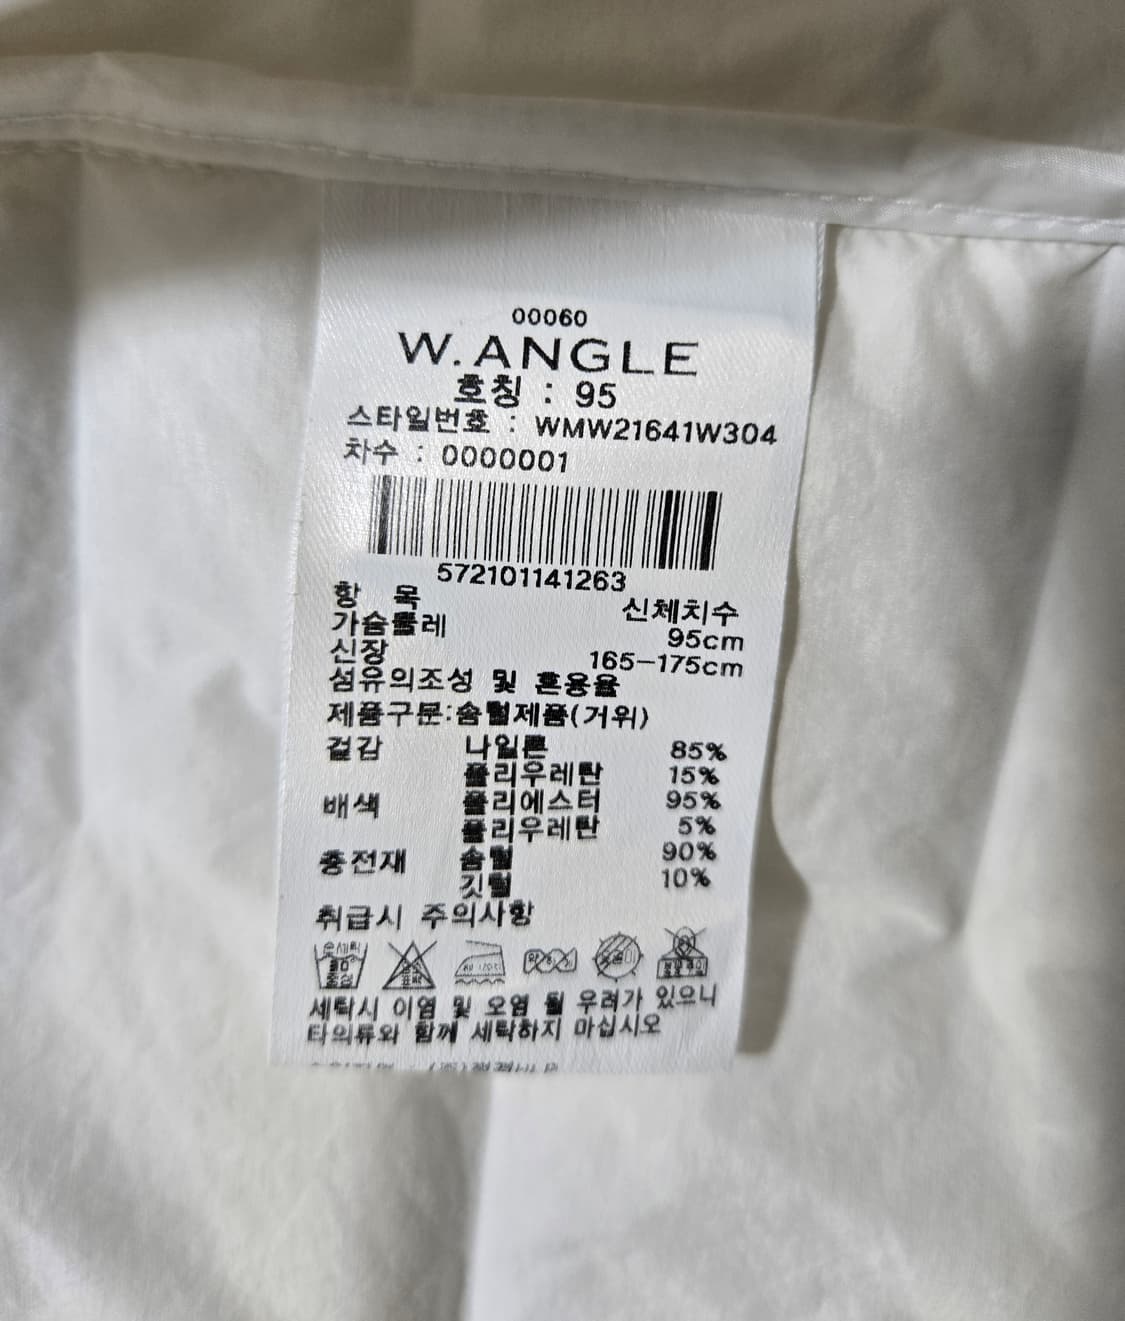 00060
W.ANGLE
호칭 : 95
스타일번호 : WMW21641W304
차수 : 0000001
572101141263
항 목 신체치수
가슴둘레 95cm
신장 165-175cm
섬유의조성 및 혼용율
제품구분:솜털제품(거위)
겉감 나일론 85%
폴리우레탄 15%
배색 폴리에스터 95%
폴리우레탄 5%
충전재 솜털 90%
깃털 10%
취급시 주의사항
손세탁
중성
세탁시 이염 및 오염 될 우려가 있으니
타의류와 함께 세탁하지 마십시오